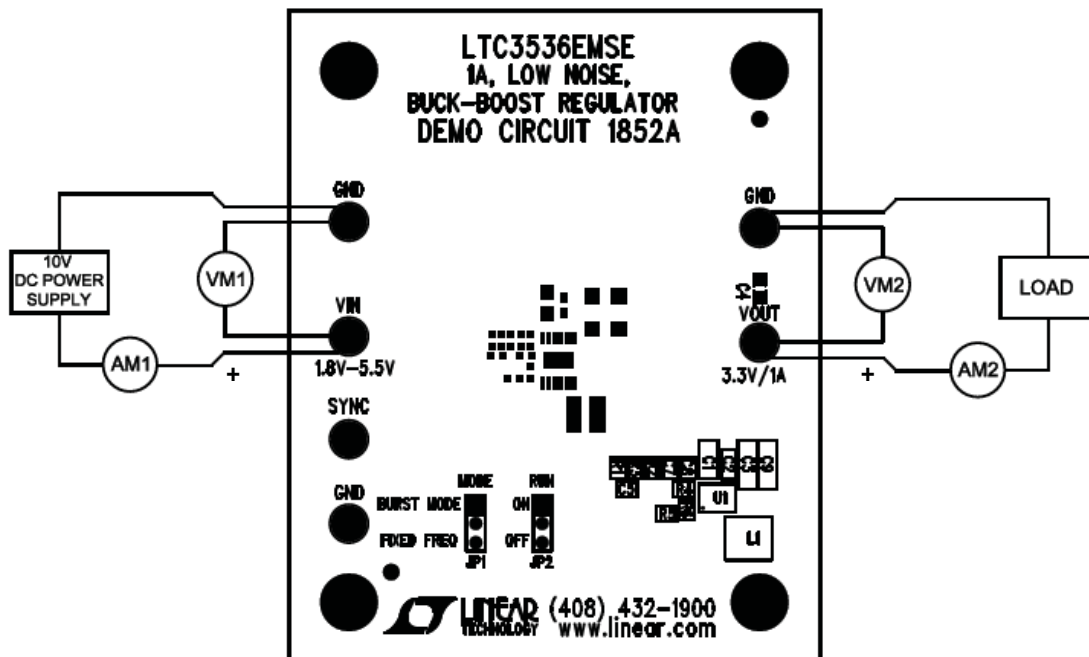 LTC3536EMSE
1A, LOW NOISE,
BUCK-BOOST REGULATOR
DEMO CIRCUIT 1852A
GND
GND
10V
DC POWER
SUPPLY
VM1
VM2
LOAD
C4
VIN
VOUT
AM1
+
1.8V-5.5V
3.3V/1A
+
AM2
SYNC
MODE
RUN
GND
BURST MODE
ON
FIXED FREQ
OFF
JP1
JP2
U1
LINEAR (408) 432-1900
TECHNOLOGY www.linear.com